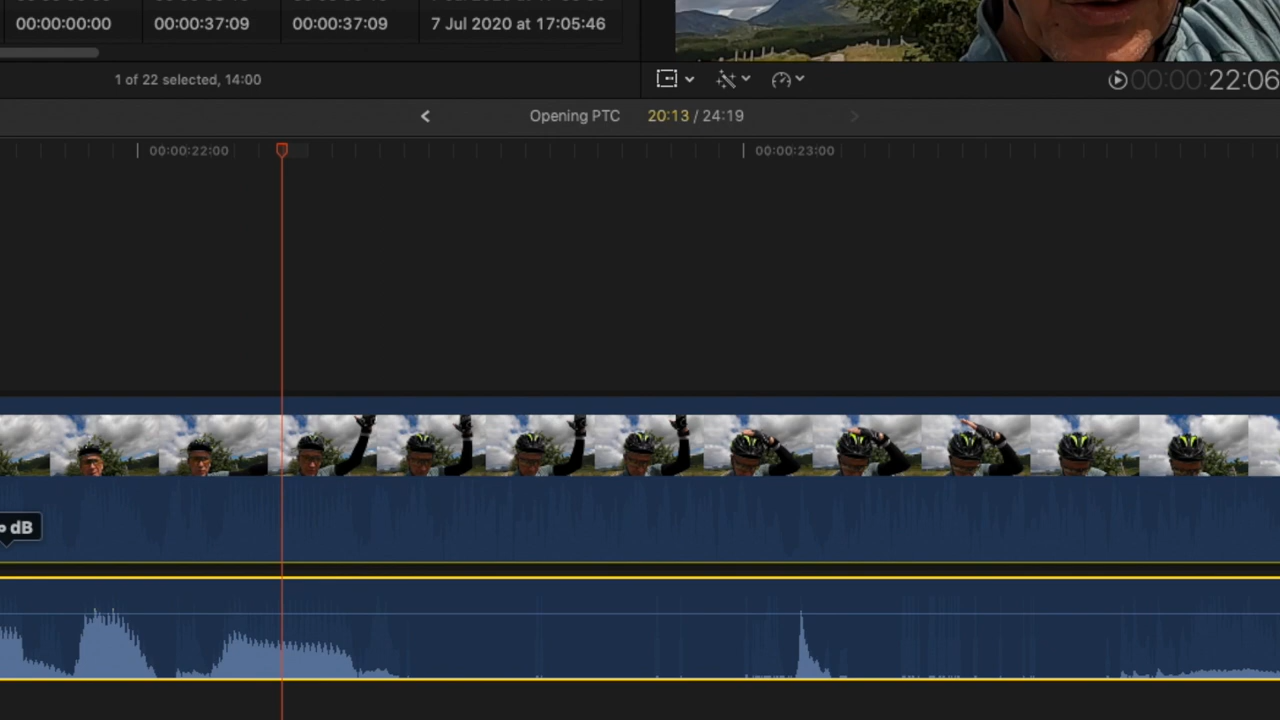 00:00:00:00 00:00:37:09 00:00:37:09 7 Jul 2020 at 17:05:46
1 of 22 selected, 14:00
00:00:22:06
Opening PTC 20:13 / 24:19
00:00:22:00 00:00:23:00
dB